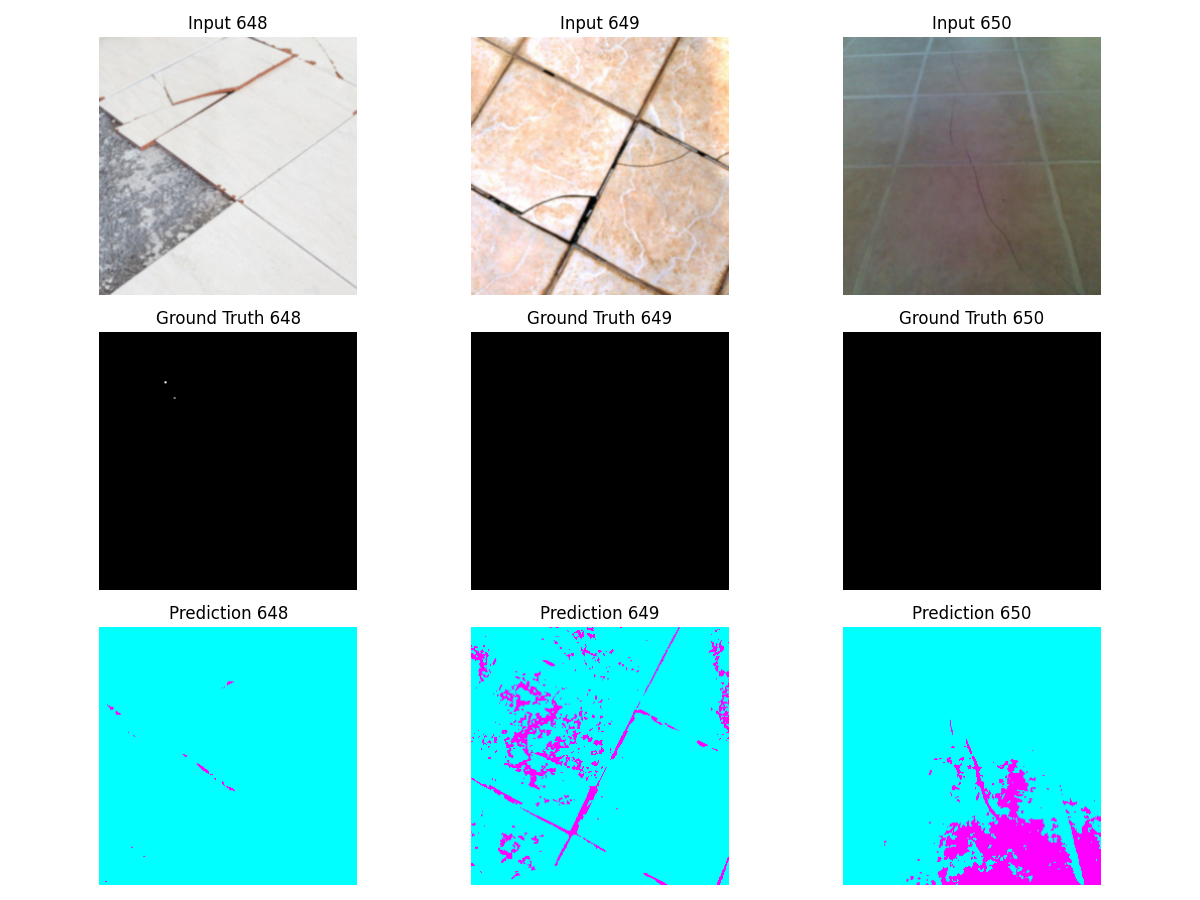 Input 648
Input 649
Input 650
Ground Truth 648
Ground Truth 649
Ground Truth 650
Prediction 648
Prediction 649
Prediction 650